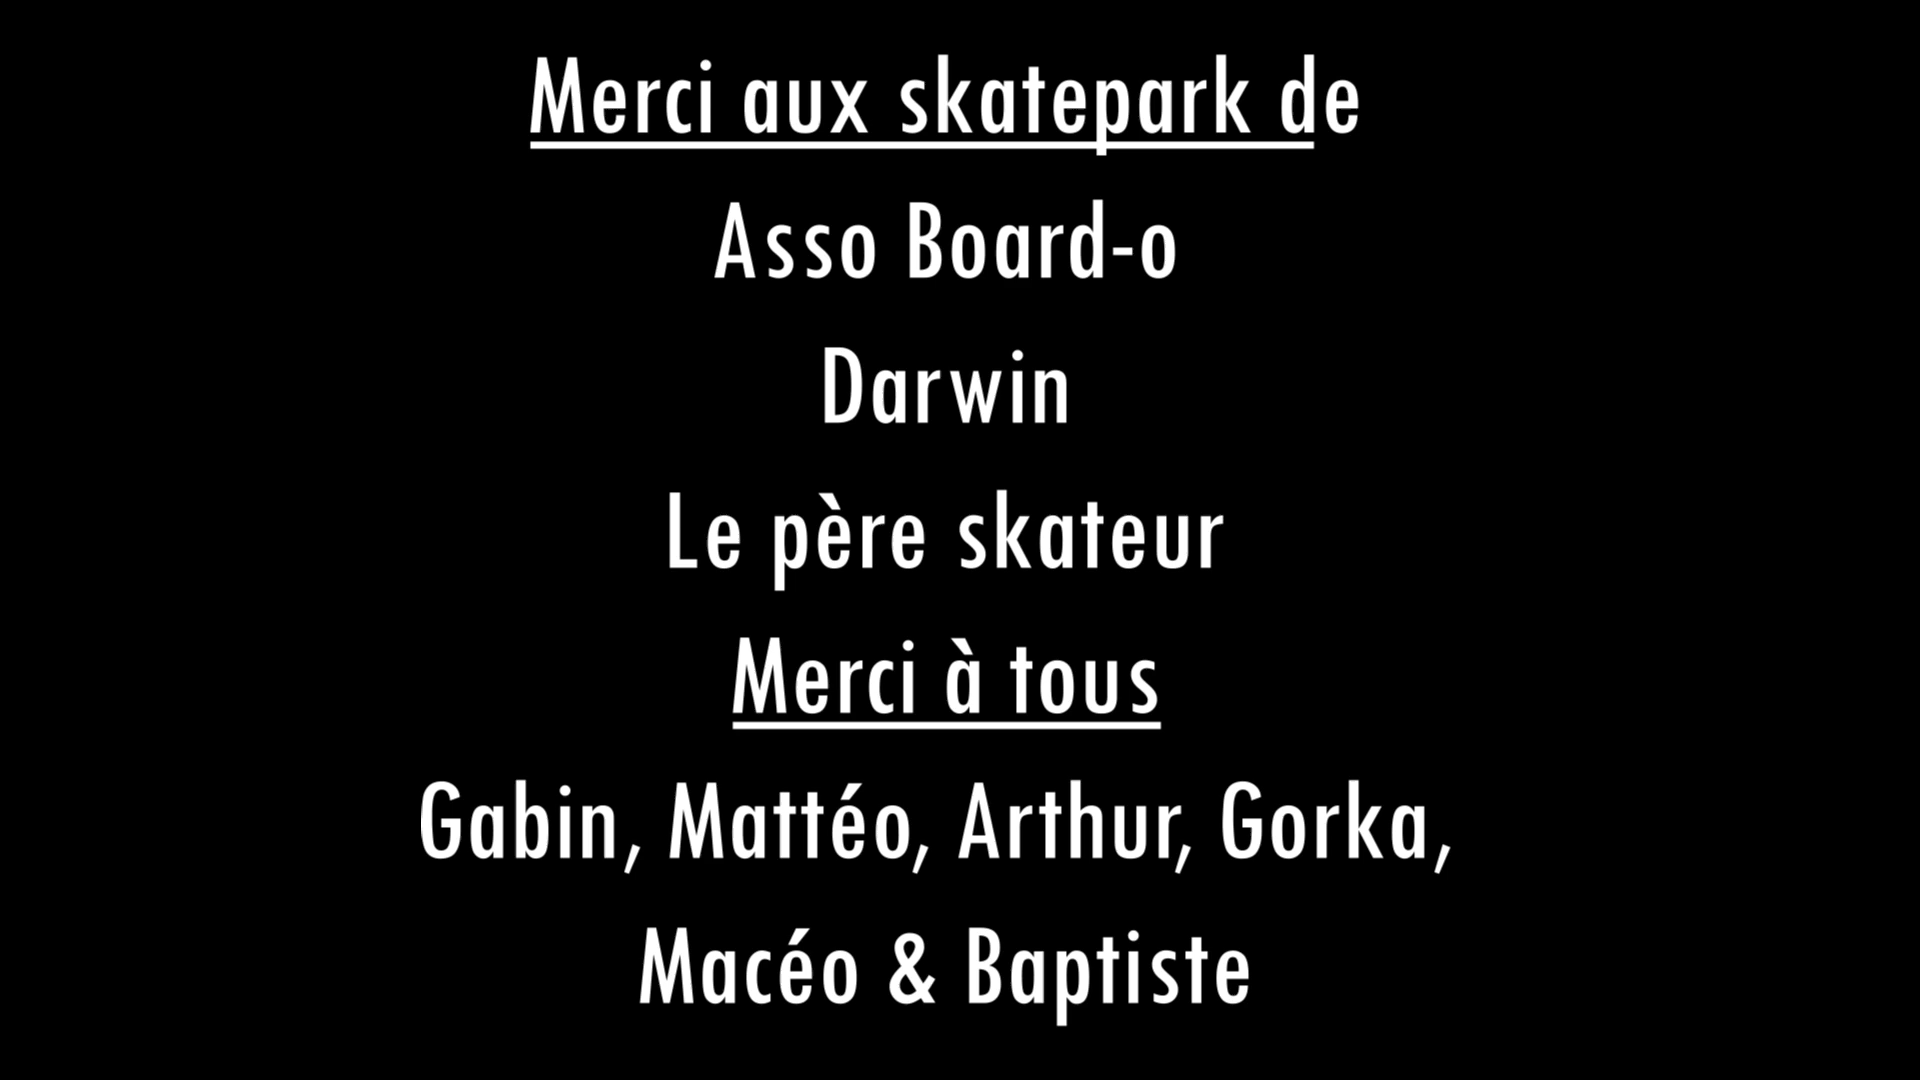 Merci aux skatepark de
Asso Board-o
Darwin
Le père skateur
Merci à tous
Gabin, Mattéo, Arthur, Gorka,
Macéo & Baptiste